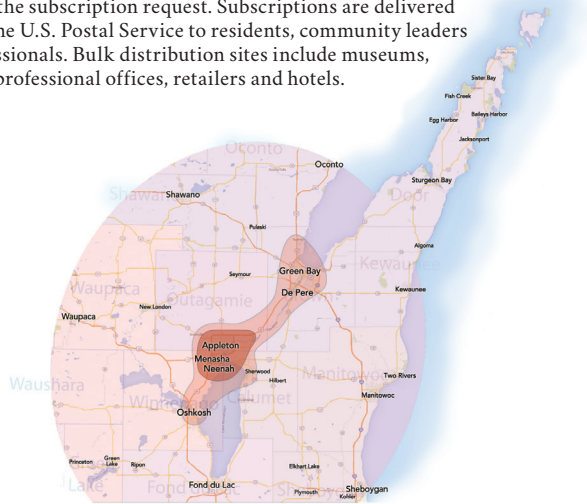 the subscription request. Subscriptions are delivered
he U.S. Postal Service to residents, community leaders
ssionals. Bulk distribution sites include museums,
professional offices, retailers and hotels.
Sister Bay
Fish Creek
Egg Harbor
Baileys Harbor
Jacksonport
Oconto
Oconto
Sturgeon Bay
Shawano
Door
Pulaski
Algoma
Green Bay
Kewaunee
Seymour
Waupaca
De Pere
Kewaunee
Outagamie
New London
Waupaca
Appleton
Menasha
Neenah
Sherwood
Hilbert
Manitowoc
Two Rivers
Waushara
Manitowoc
Calumet
Oshkosh
Princeton
Green
Lake
Ripon
Elkhart Lake
Lake
Fond du Lac
Fond du Lac
Plymouth
Sheboygan
Kohler